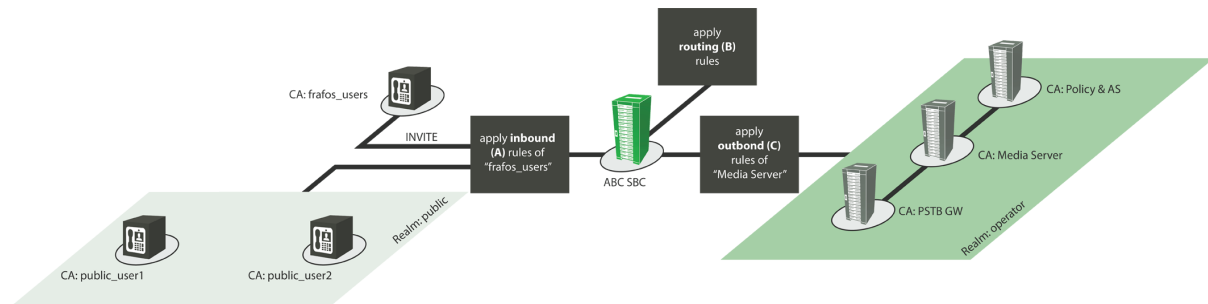 apply
routing (B)
rules
CA: frafos_users
INVITE
apply inbound
(A) rules of
“frafos_users”
ABC SBC
apply
outbond (C)
rules of
“Media Server”
CA: Policy & AS
CA: Media Server
CA: PSTB GW
Realm: operator
Realm: public
CA: public_user1
CA: public_user2